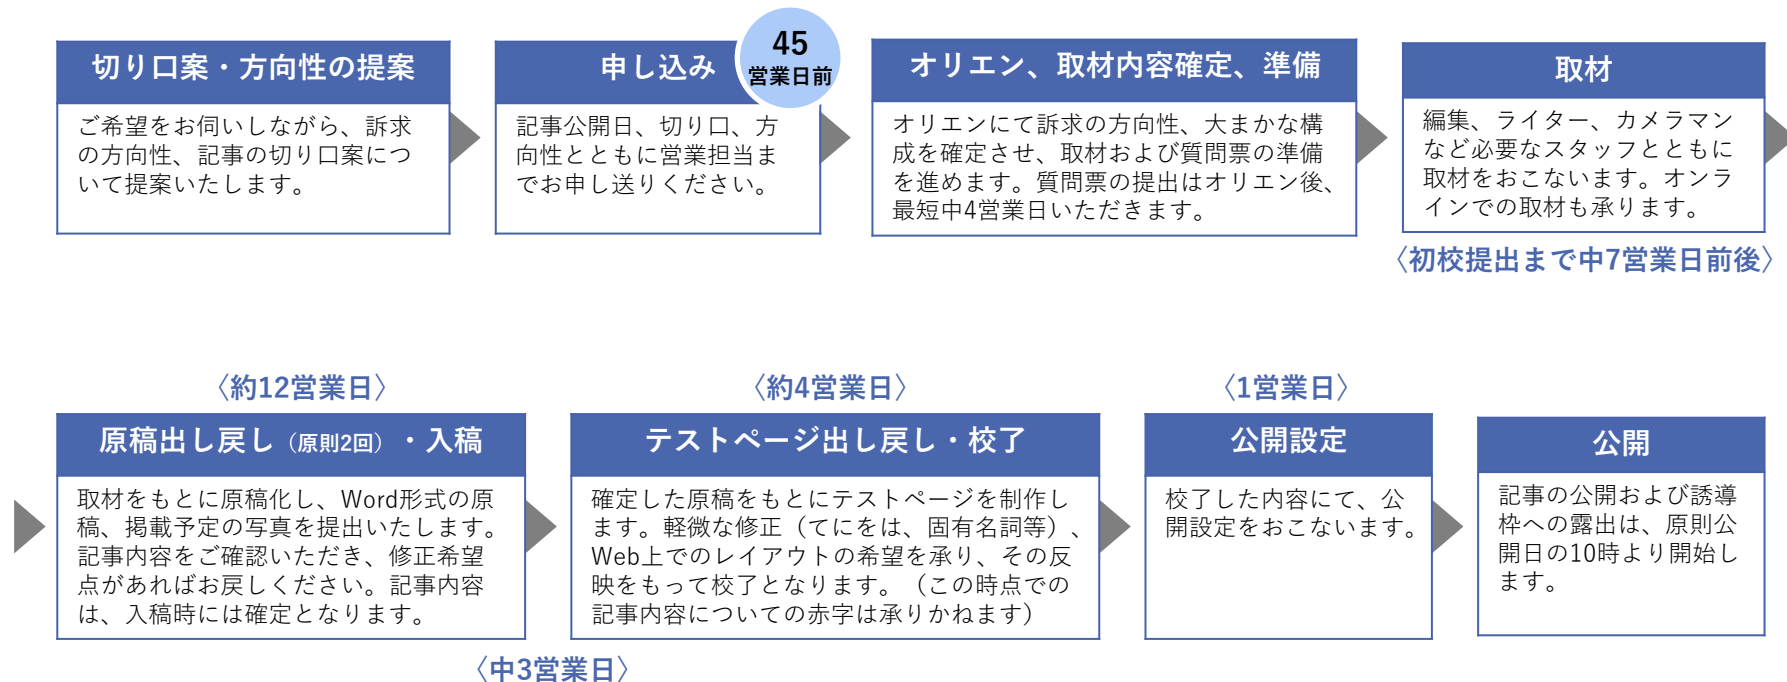 切り口案・方向性の提案
ご希望をお伺いしながら、訴求
の方向性、記事の切り口案につ
いて提案いたします。
申し込み
45
営業日前
記事公開日、切り口、方
向性とともに営業担当ま
でお申し送りください。
オリエン、取材内容確定、準備
オリエンにて訴求の方向性、大まかな構
成を確定させ、取材および質問票の準備
を進めます。質問票の提出はオリエン後、
最短中4営業日いただきます。
取材
編集、ライター、カメラマン
など必要なスタッフとともに
取材をおこないます。オンラ
インでの取材も承ります。
〈初校提出まで中7営業日前後〉
〈約12営業日〉
原稿出し戻し（原則2回）・入稿
取材をもとに原稿化し、Word形式の原
稿、掲載予定の写真を提出いたします。
記事内容をご確認いただき、修正希望
点があればお戻しください。記事内容
は、入稿時には確定となります。
〈中3営業日〉
〈約4営業日〉
テストページ出し戻し・校了
確定した原稿をもとにテストページを制作し
ます。軽微な修正（てにをは、固有名詞等）、
Web上でのレイアウトの希望を承り、その反
映をもって校了となります。（この時点での
記事内容についての赤字は承りかねます）
〈1営業日〉
公開設定
校了した内容にて、公
開設定をおこないます。
公開
記事の公開および誘導
枠への露出は、原則公
開日の10時より開始し
ます。